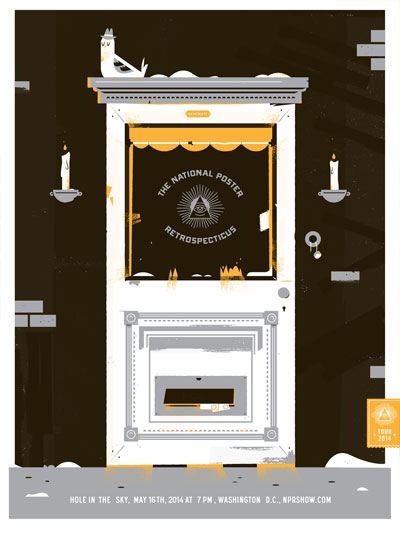 THE NATIONAL POSTER
RETROSPECTICUS
TOUR
2014
HOLE IN THE SKY, MAY 16TH, 2014 AT 7 PM, WASHINGTON D.C., NPRSHOW.COM